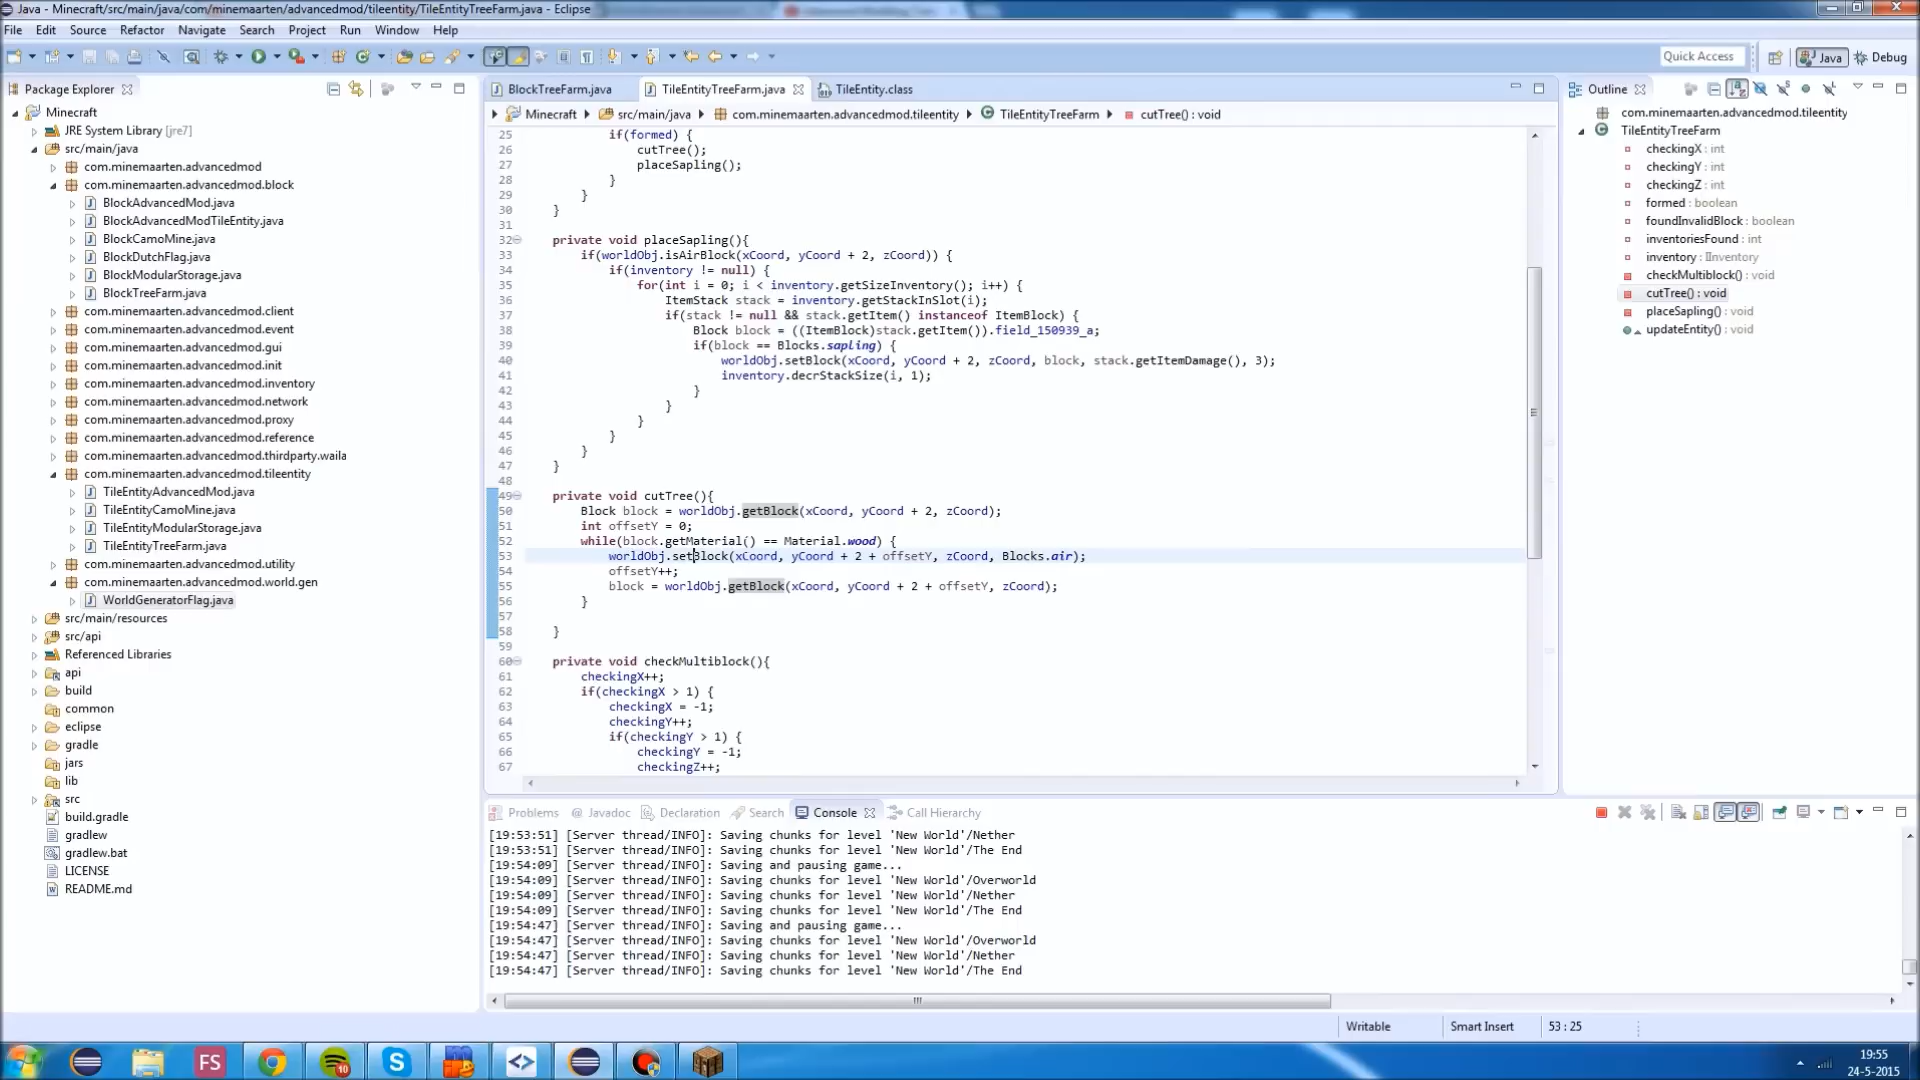 Java - Minecraft/src/main/java/com/minemaarten/advancedmod/tileentity/TileEntityTreeFarm.java - Eclipse
File Edit Source Refactor Navigate Search Project Run Window Help
Quick Access
Java
Debug
Package Explorer
Minecraft
JRE System Library [jre7]
src/main/java
com.minemaarten.advancedmod
com.minemaarten.advancedmod.block
BlockAdvancedMod.java
BlockAdvancedModTileEntity.java
BlockCamoMine.java
BlockDutchFlag.java
BlockModularStorage.java
BlockTreeFarm.java
com.minemaarten.advancedmod.client
com.minemaarten.advancedmod.event
com.minemaarten.advancedmod.gui
com.minemaarten.advancedmod.init
com.minemaarten.advancedmod.inventory
com.minemaarten.advancedmod.network
com.minemaarten.advancedmod.proxy
com.minemaarten.advancedmod.reference
com.minemaarten.advancedmod.thirdparty.waila
com.minemaarten.advancedmod.tileentity
TileEntityAdvancedMod.java
TileEntityCamoMine.java
TileEntityModularStorage.java
TileEntityTreeFarm.java
com.minemaarten.advancedmod.utility
com.minemaarten.advancedmod.world.gen
WorldGeneratorFlag.java
src/main/resources
src/api
Referenced Libraries
api
build
common
eclipse
gradle
jars
lib
src
build.gradle
gradlew
gradlew.bat
LICENSE
README.md
BlockTreeFarm.java TileEntityTreeFarm.java TileEntity.class
Minecraft src/main/java com.minemaarten.advancedmod.tileentity TileEntityTreeFarm cutTree() : void
25 if(formed) {
26 cutTree();
27 placeSapling();
28 }
29 }
30 }
31
32 private void placeSapling(){
33 if(worldObj.isAirBlock(xCoord, yCoord + 2, zCoord)) {
34 if(inventory != null) {
35 for(int i = 0; i < inventory.getSizeInventory(); i++) {
36 ItemStack stack = inventory.getStackInSlot(i);
37 if(stack != null && stack.getItem() instanceof ItemBlock) {
38 Block block = ((ItemBlock)stack.getItem()).field_150939_a;
39 if(block == Blocks.sapling) {
40 worldObj.setBlock(xCoord, yCoord + 2, zCoord, block, stack.getItemDamage(), 3);
41 inventory.decrStackSize(i, 1);
42 }
43 }
44 }
45 }
46 }
47 }
48
49 private void cutTree(){
50 Block block = worldObj.getBlock(xCoord, yCoord + 2, zCoord);
51 int offsetY = 0;
52 while(block.getMaterial() == Material.wood) {
53 worldObj.setBlock(xCoord, yCoord + 2 + offsetY, zCoord, Blocks.air);
54 offsetY++;
55 block = worldObj.getBlock(xCoord, yCoord + 2 + offsetY, zCoord);
56 }
57
58 }
59
60 private void checkMultiblock(){
61 checkingX++;
62 if(checkingX > 1) {
63 checkingX = -1;
64 checkingY++;
65 if(checkingY > 1) {
66 checkingY = -1;
67 checkingZ++;
Outline
com.minemaarten.advancedmod.tileentity
TileEntityTreeFarm
checkingX : int
checkingY : int
checkingZ : int
formed : boolean
foundInvalidBlock : boolean
inventoriesFound : int
inventory : IInventory
checkMultiblock() : void
cutTree() : void
placeSapling() : void
updateEntity() : void
Problems @ Javadoc Declaration Search Console Call Hierarchy
[19:53:51] [Server thread/INFO]: Saving chunks for level 'New World'/Nether
[19:53:51] [Server thread/INFO]: Saving chunks for level 'New World'/The End
[19:54:09] [Server thread/INFO]: Saving and pausing game...
[19:54:09] [Server thread/INFO]: Saving chunks for level 'New World'/Overworld
[19:54:09] [Server thread/INFO]: Saving chunks for level 'New World'/Nether
[19:54:09] [Server thread/INFO]: Saving chunks for level 'New World'/The End
[19:54:47] [Server thread/INFO]: Saving and pausing game...
[19:54:47] [Server thread/INFO]: Saving chunks for level 'New World'/Overworld
[19:54:47] [Server thread/INFO]: Saving chunks for level 'New World'/Nether
[19:54:47] [Server thread/INFO]: Saving chunks for level 'New World'/The End
Writable Smart Insert 53 : 25
FS
10
19:55
24-5-2015